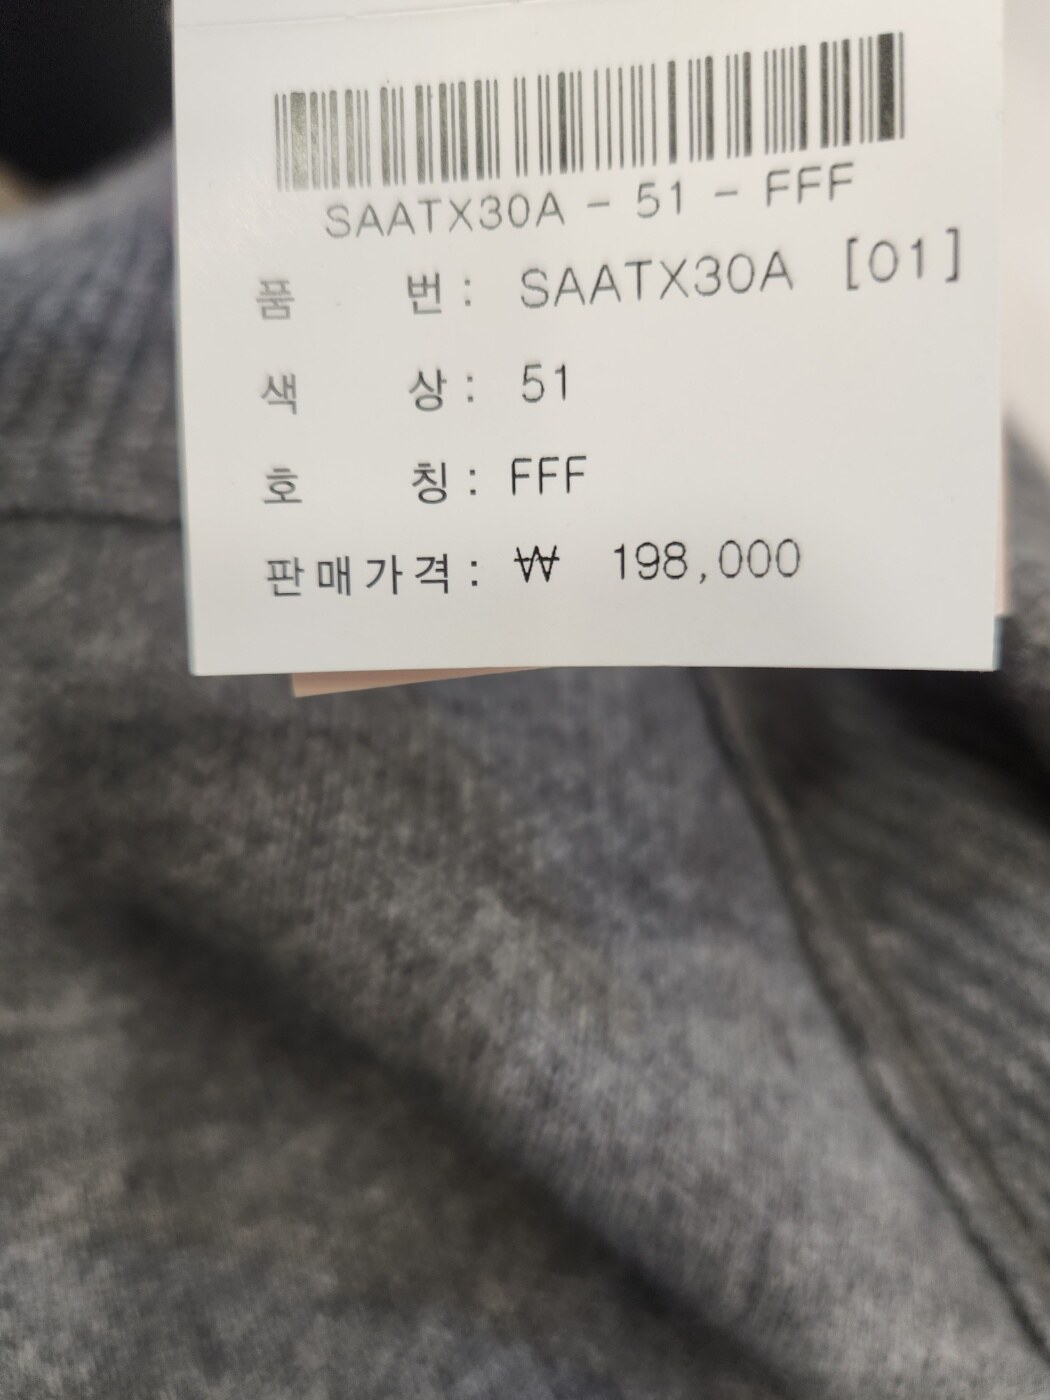 SAATX30A - 51 - FFF
품 번 : SAATX30A [01]
색 상 : 51
호 칭 : FFF
판매가격 : ₩ 198,000